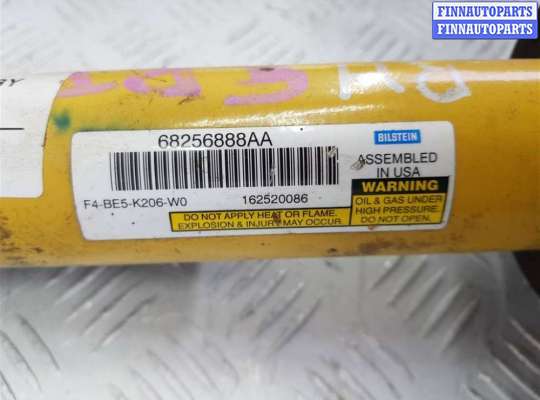 FINNAUTOPARTS
FINNAUTOPARTS
68256888AA
BILSTEIN
ASSEMBLED
IN USA
F4-BE5-K206-W0
162520086
WARNING
OIL & GAS UNDER
HIGH PRESSURE.
DO NOT OPEN.
DO NOT APPLY HEAT OR FLAME.
EXPLOSION & INJURY MAY OCCUR.